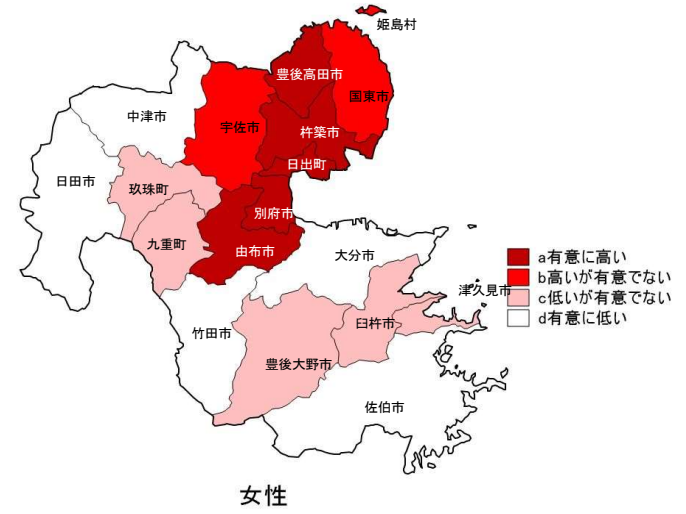 姫島村
豊後高田市
国東市
中津市
宇佐市
杵築市
日出町
日田市
玖珠町
別府市
九重町
由布市
大分市
a有意に高い
b高いが有意でない
c低いが有意でない
d有意に低い
津久見市
臼杵市
竹田市
豊後大野市
佐伯市
女性